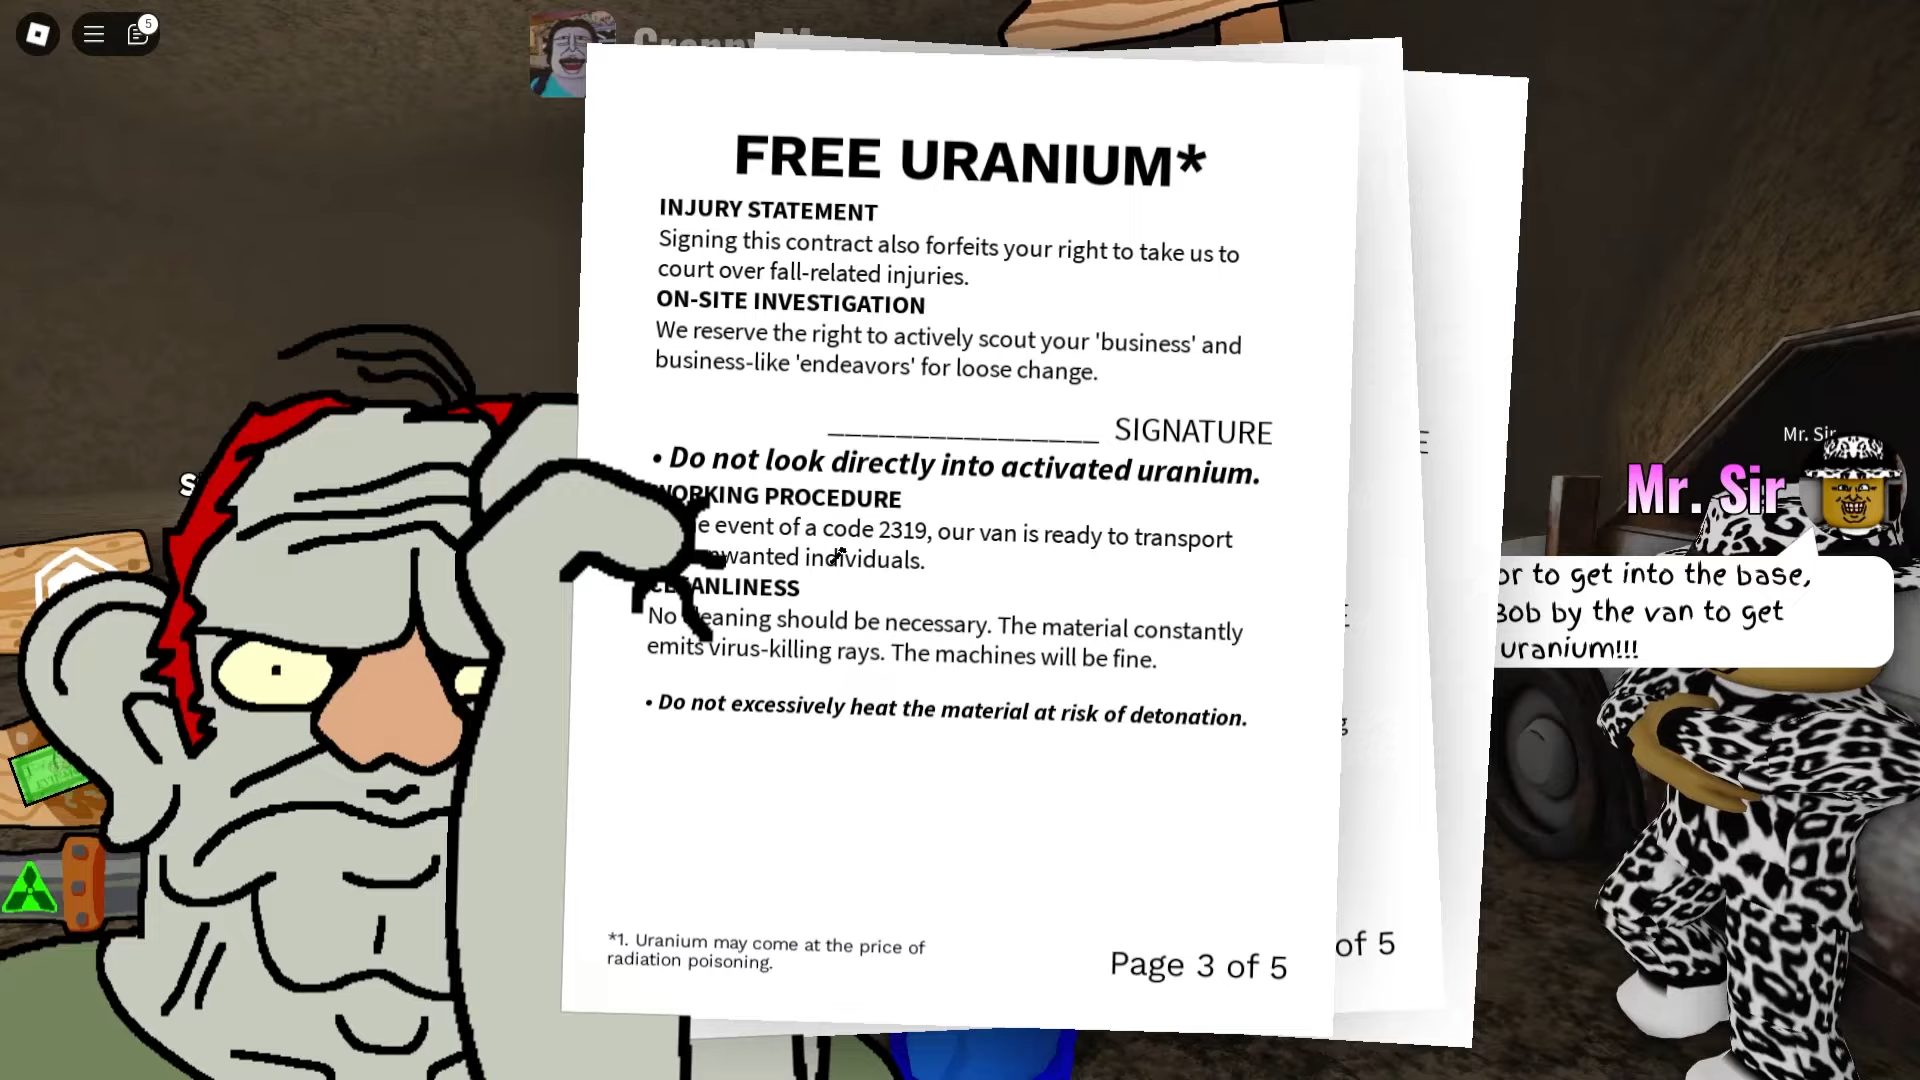 5
FREE URANIUM*
INJURY STATEMENT
Signing this contract also forfeits your right to take us to
court over fall-related injuries.
ON-SITE INVESTIGATION
We reserve the right to actively scout your 'business' and
business-like 'endeavors' for loose change.
________________ SIGNATURE
• Do not look directly into activated uranium.
WORKING PROCEDURE
event of a code 2319, our van is ready to transport
individuals.
CLEANLINESS
No cleaning should be necessary. The material constantly
emits virus-killing rays. The machines will be fine.
• Do not excessively heat the material at risk of detonation.
*1. Uranium may come at the price of
radiation poisoning.
Page 3 of 5
of 5
Mr. Sir
Mr. Sir
or to get into the base,
Bob by the van to get
uranium!!!